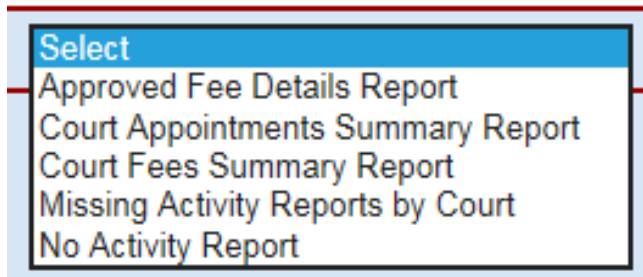 Select
Approved Fee Details Report
Court Appointments Summary Report
Court Fees Summary Report
Missing Activity Reports by Court
No Activity Report